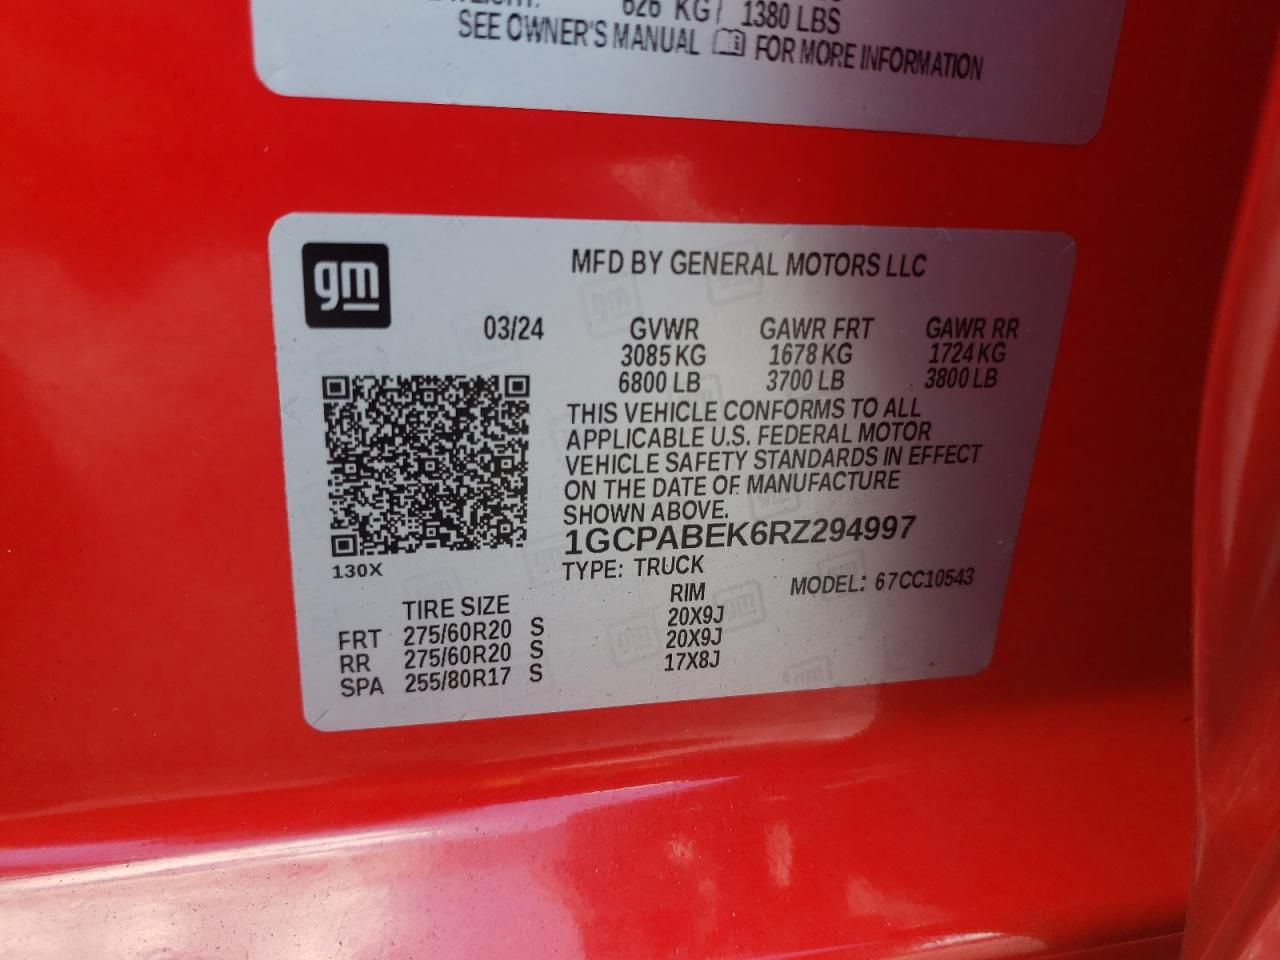 626 KG / 1380 LBS
SEE OWNER'S MANUAL FOR MORE INFORMATION
gm
MFD BY GENERAL MOTORS LLC
03/24 GVWR GAWR FRT GAWR RR
3085 KG 1678 KG 1724 KG
6800 LB 3700 LB 3800 LB
THIS VEHICLE CONFORMS TO ALL
APPLICABLE U.S. FEDERAL MOTOR
VEHICLE SAFETY STANDARDS IN EFFECT
ON THE DATE OF MANUFACTURE
SHOWN ABOVE.
1GCPABEK6RZ294997
130X
TYPE: TRUCK MODEL: 67CC10543
TIRE SIZE RIM
FRT 275/60R20 S 20X9J
RR 275/60R20 S 20X9J
SPA 255/80R17 S 17X8J